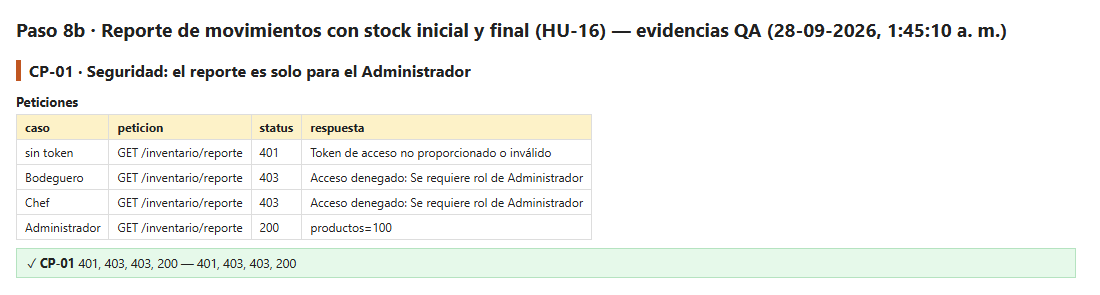 Paso 8b · Reporte de movimientos con stock inicial y final (HU-16) — evidencias QA (28-09-2026, 1:45:10 a. m.)
CP-01 · Seguridad: el reporte es solo para el Administrador
Peticiones
caso peticion status respuesta
sin token GET /inventario/reporte 401 Token de acceso no proporcionado o inválido
Bodeguero GET /inventario/reporte 403 Acceso denegado: Se requiere rol de Administrador
Chef GET /inventario/reporte 403 Acceso denegado: Se requiere rol de Administrador
Administrador GET /inventario/reporte 200 productos=100
✓ CP-01 401, 403, 403, 200 — 401, 403, 403, 200